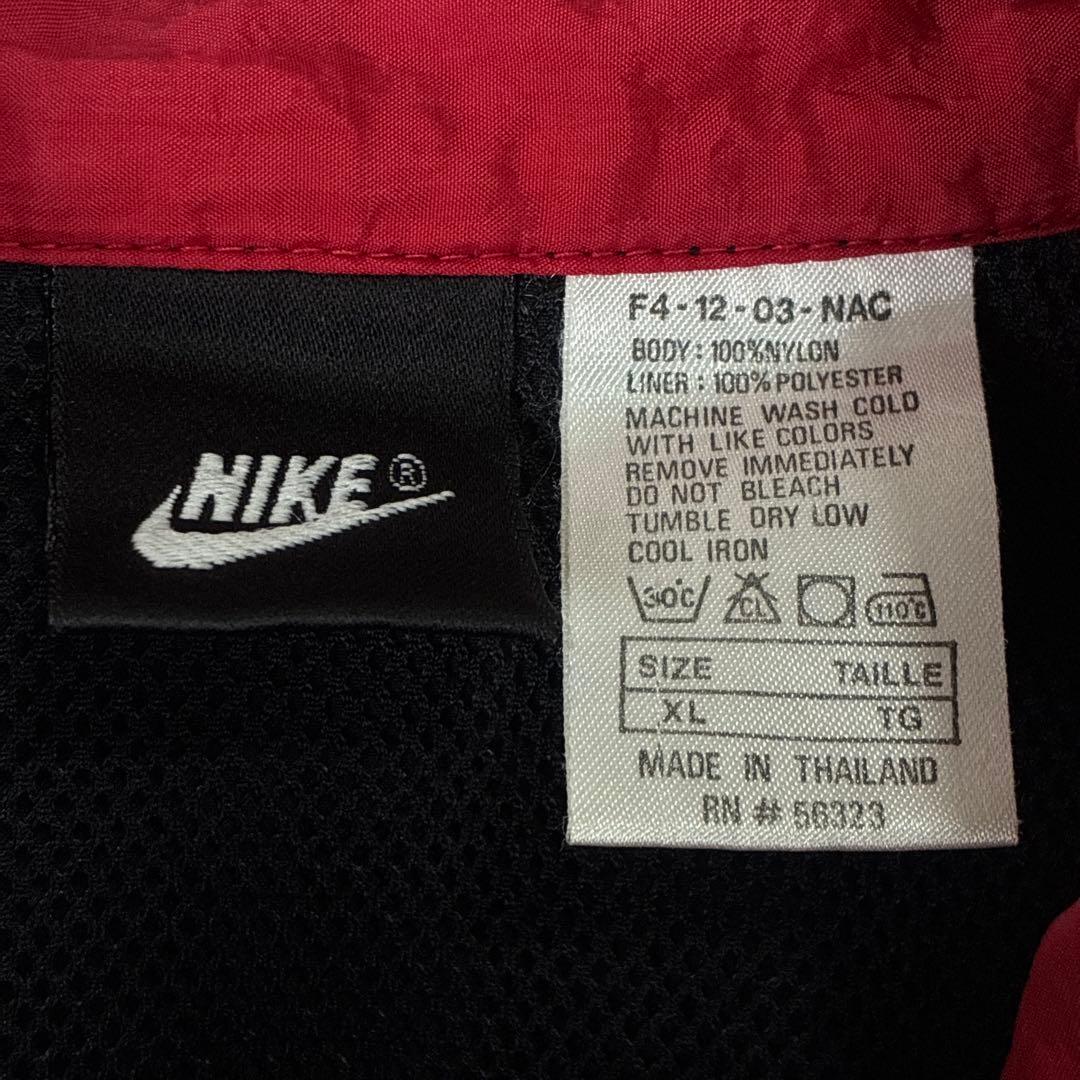 NIKE ®
F4-12-03-NAC
BODY: 100%NYLON
LINER: 100% POLYESTER
MACHINE WASH COLD
WITH LIKE COLORS
REMOVE IMMEDIATELY
DO NOT BLEACH
TUMBLE DRY LOW
COOL IRON
30°C CL 110°C
SIZE TAILLE
XL TG
MADE IN THAILAND
RN # 56323